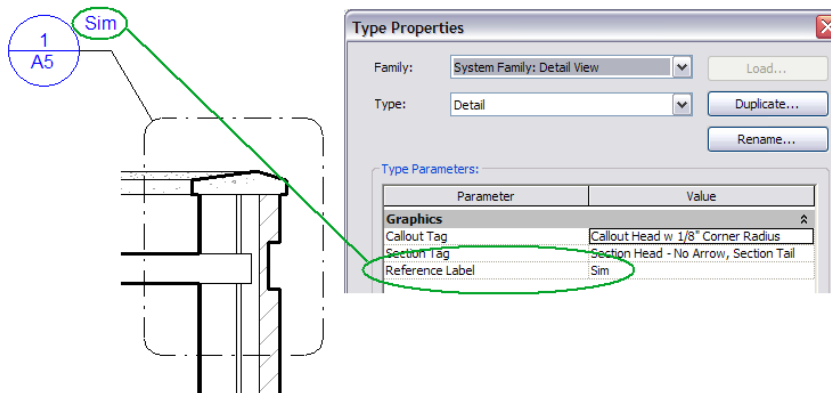 Sim
1
A5
Type Properties
Family: System Family: Detail View Load...
Type: Detail Duplicate...
Rename...
Type Parameters:
Parameter Value
Graphics
Callout Tag Callout Head w 1/8" Corner Radius
Section Tag Section Head - No Arrow, Section Tail
Reference Label Sim